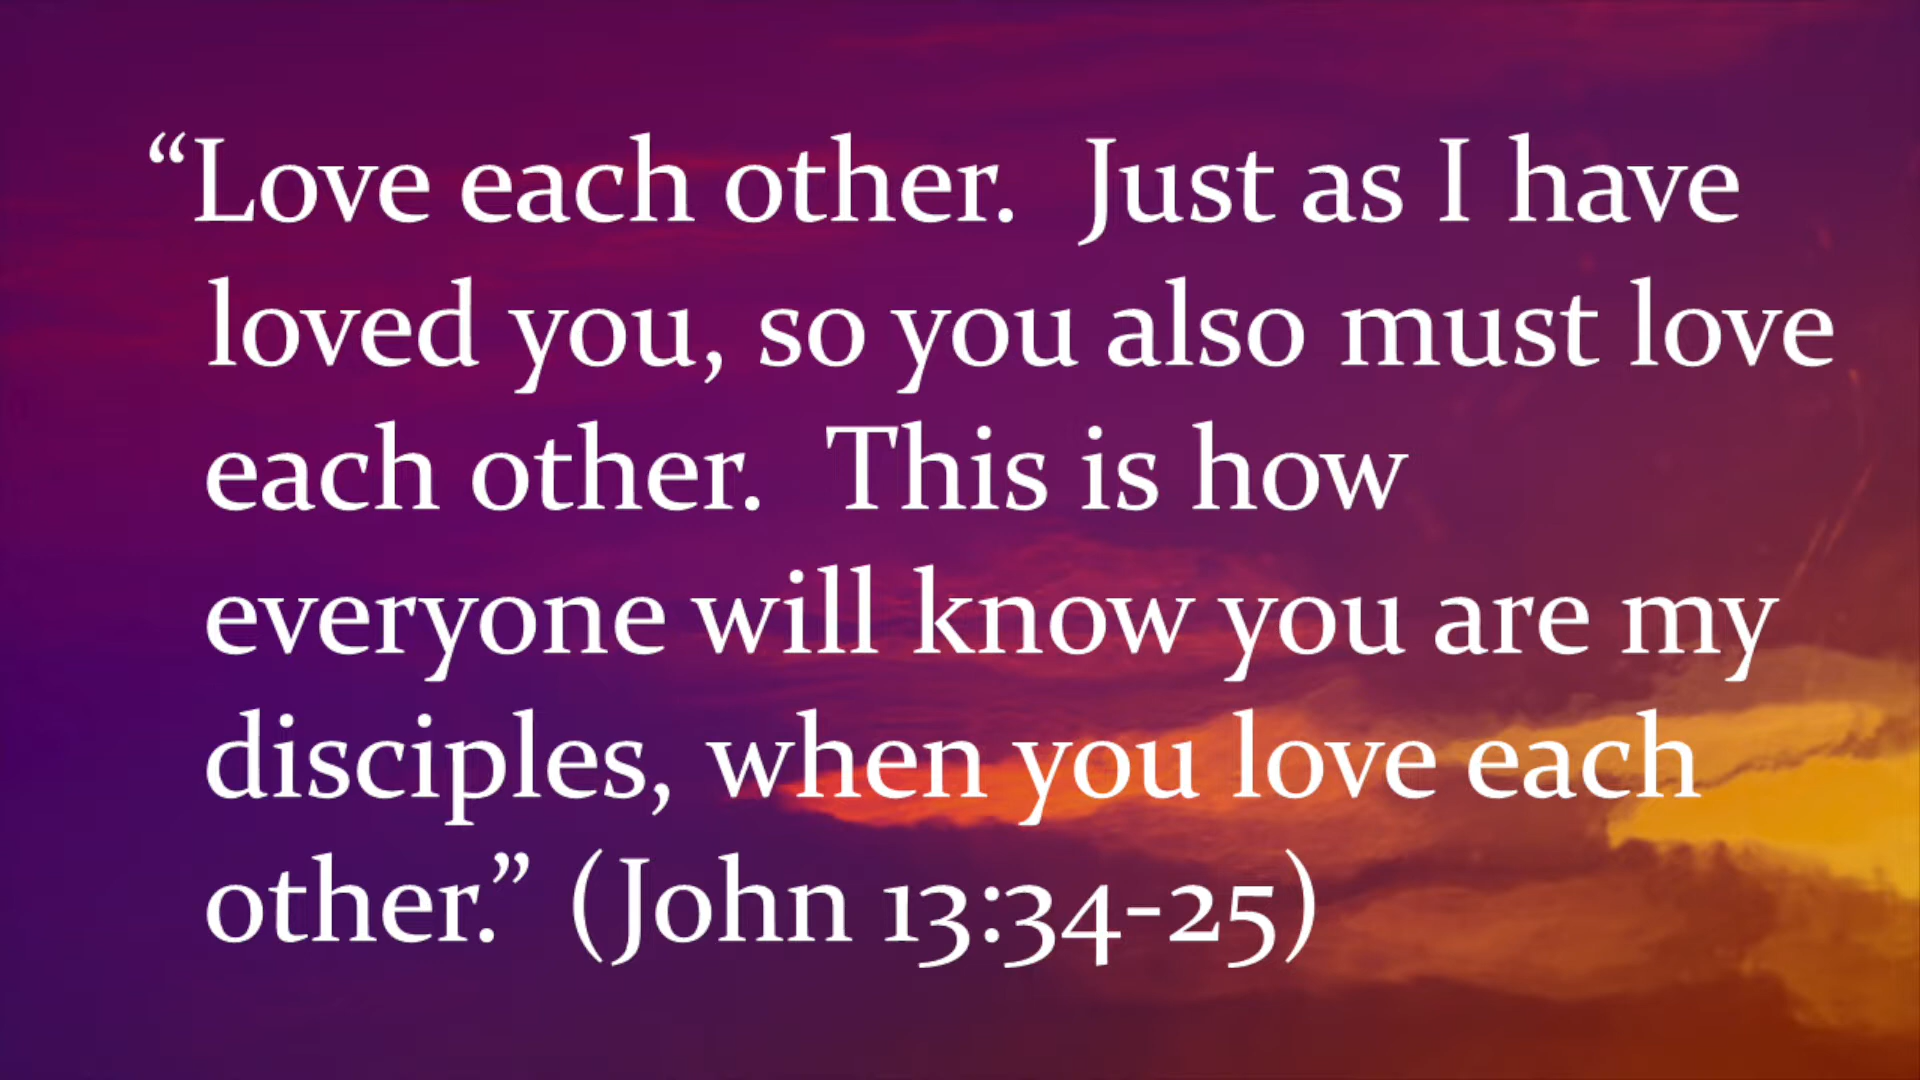 “Love each other.  Just as I have
loved you, so you also must love
each other.  This is how
everyone will know you are my
disciples, when you love each
other.” (John 13:34-25)